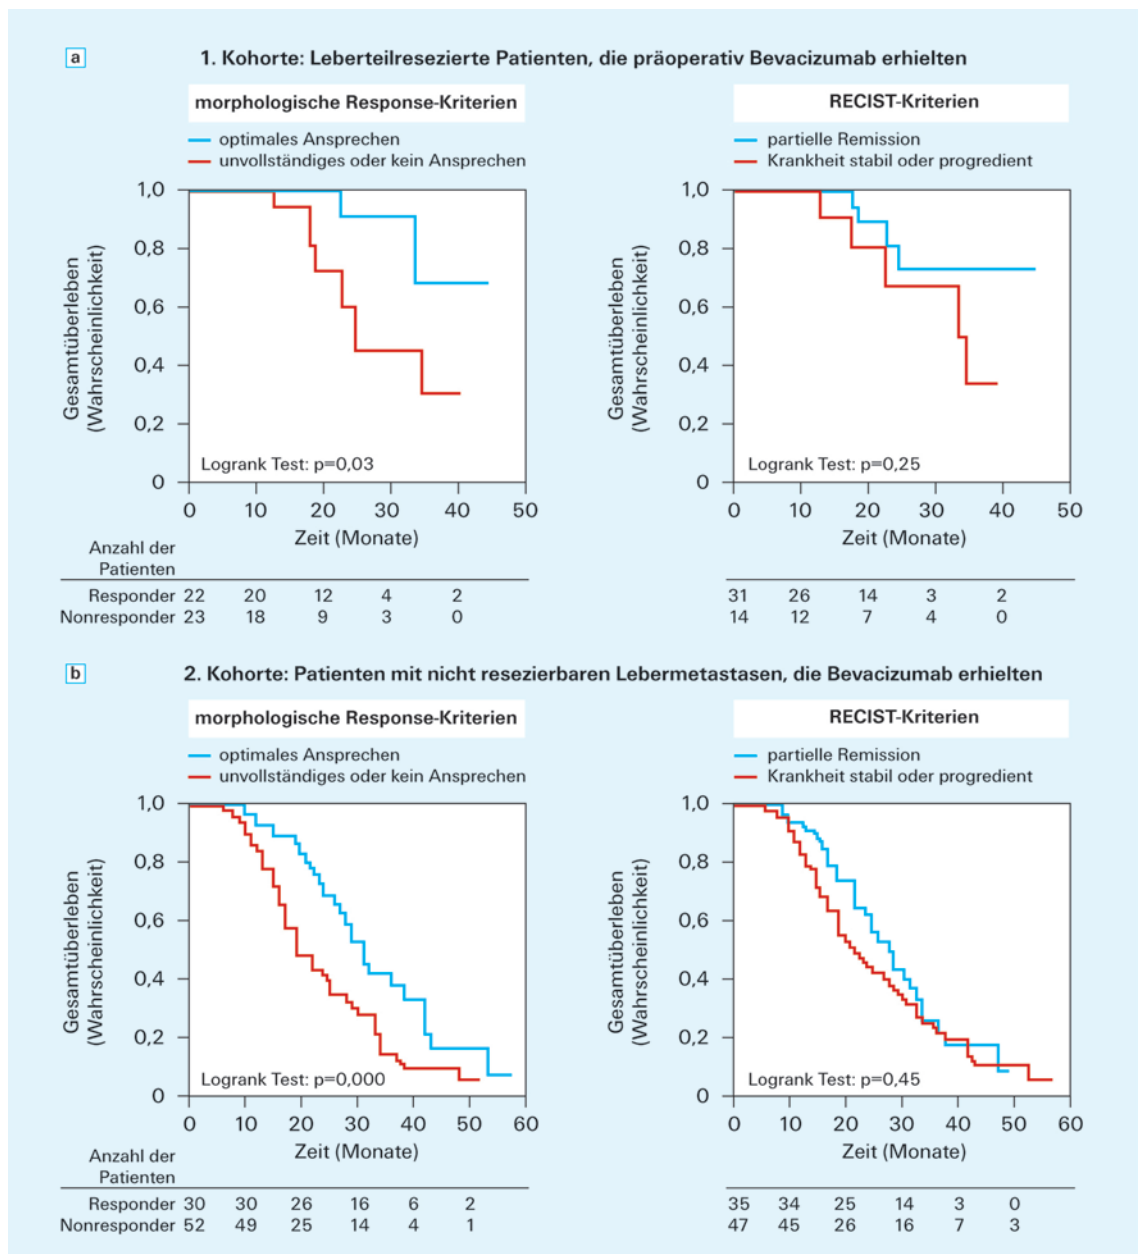 a 1. Kohorte: Leberteilresezierte Patienten, die präoperativ Bevacizumab erhielten
morphologische Response-Kriterien
optimales Ansprechen
unvollständiges oder kein Ansprechen
Gesamtüberleben
(Wahrscheinlichkeit)
1,0
0,8
0,6
0,4
0,2
0
Logrank Test: p=0,03
0 10 20 30 40 50
Zeit (Monate)
Anzahl der
Patienten
Responder 22 20 12 4 2
Nonresponder 23 18 9 3 0
RECIST-Kriterien
partielle Remission
Krankheit stabil oder progredient
Gesamtüberleben
(Wahrscheinlichkeit)
1,0
0,8
0,6
0,4
0,2
0
Logrank Test: p=0,25
0 10 20 30 40 50
Zeit (Monate)
31 26 14 3 2
14 12 7 4 0
b 2. Kohorte: Patienten mit nicht resezierbaren Lebermetastasen, die Bevacizumab erhielten
morphologische Response-Kriterien
optimales Ansprechen
unvollständiges oder kein Ansprechen
Gesamtüberleben
(Wahrscheinlichkeit)
1,0
0,8
0,6
0,4
0,2
0
Logrank Test: p=0,000
0 10 20 30 40 50 60
Zeit (Monate)
Anzahl der
Patienten
Responder 30 30 26 16 6 2
Nonresponder 52 49 25 14 4 1
RECIST-Kriterien
partielle Remission
Krankheit stabil oder progredient
Gesamtüberleben
(Wahrscheinlichkeit)
1,0
0,8
0,6
0,4
0,2
0
Logrank Test: p=0,45
0 10 20 30 40 50 60
Zeit (Monate)
35 34 25 14 3 0
47 45 26 16 7 3